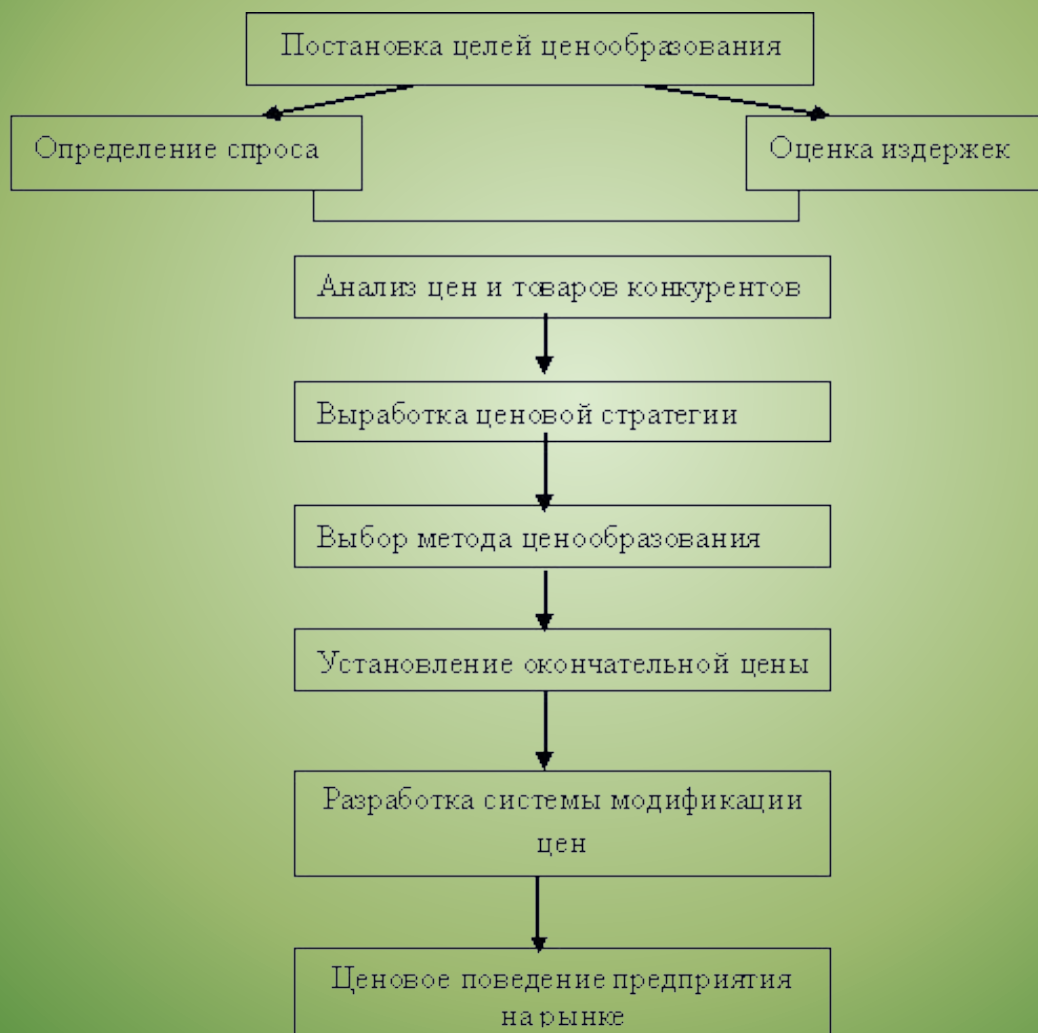 Постановка целей ценообразования
Определение спроса
Оценка издержек
Анализ цен и товаров конкурентов
Выработка ценовой стратегии
Выбор метода ценообразования
Установление окончательной цены
Разработка системы модификации
цен
Ценовое поведение предприятия
на рынке